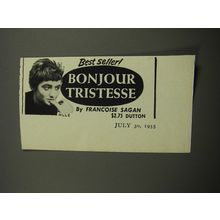 Best seller!
BONJOUR
TRISTESSE
By FRANCOISE SAGAN
$2.75 DUTTON
JULY 30, 1955